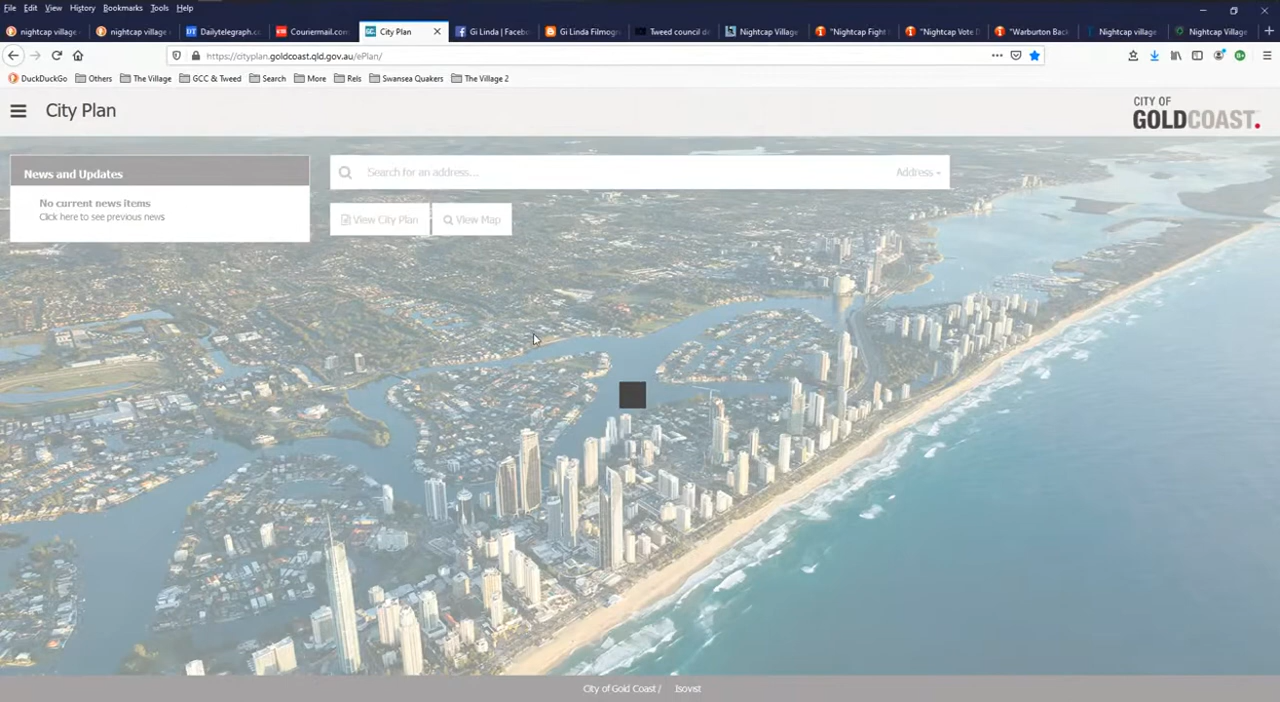 File Edit View History Bookmarks Tools Help
nightcap village
nightcap village
Dailytelegraph.co
Couriermail.com
City Plan
Gi Linda | Facebo
Gi Linda Filmogr
Tweed council de
Nightcap Village
"Nightcap Fight
"Nightcap Vote
"Warburton Back
Nightcap village
Nightcap Village
https://cityplan.goldcoast.qld.gov.au/ePlan/
DuckDuckGo Others The Village GCC & Tweed Search More Rels Swansea Quakers The Village 2
City Plan
CITY OF
GOLDCOAST.
News and Updates
No current news items
Click here to see previous news
Search for an address... Address
View City Plan View Map
City of Gold Coast / Isovist